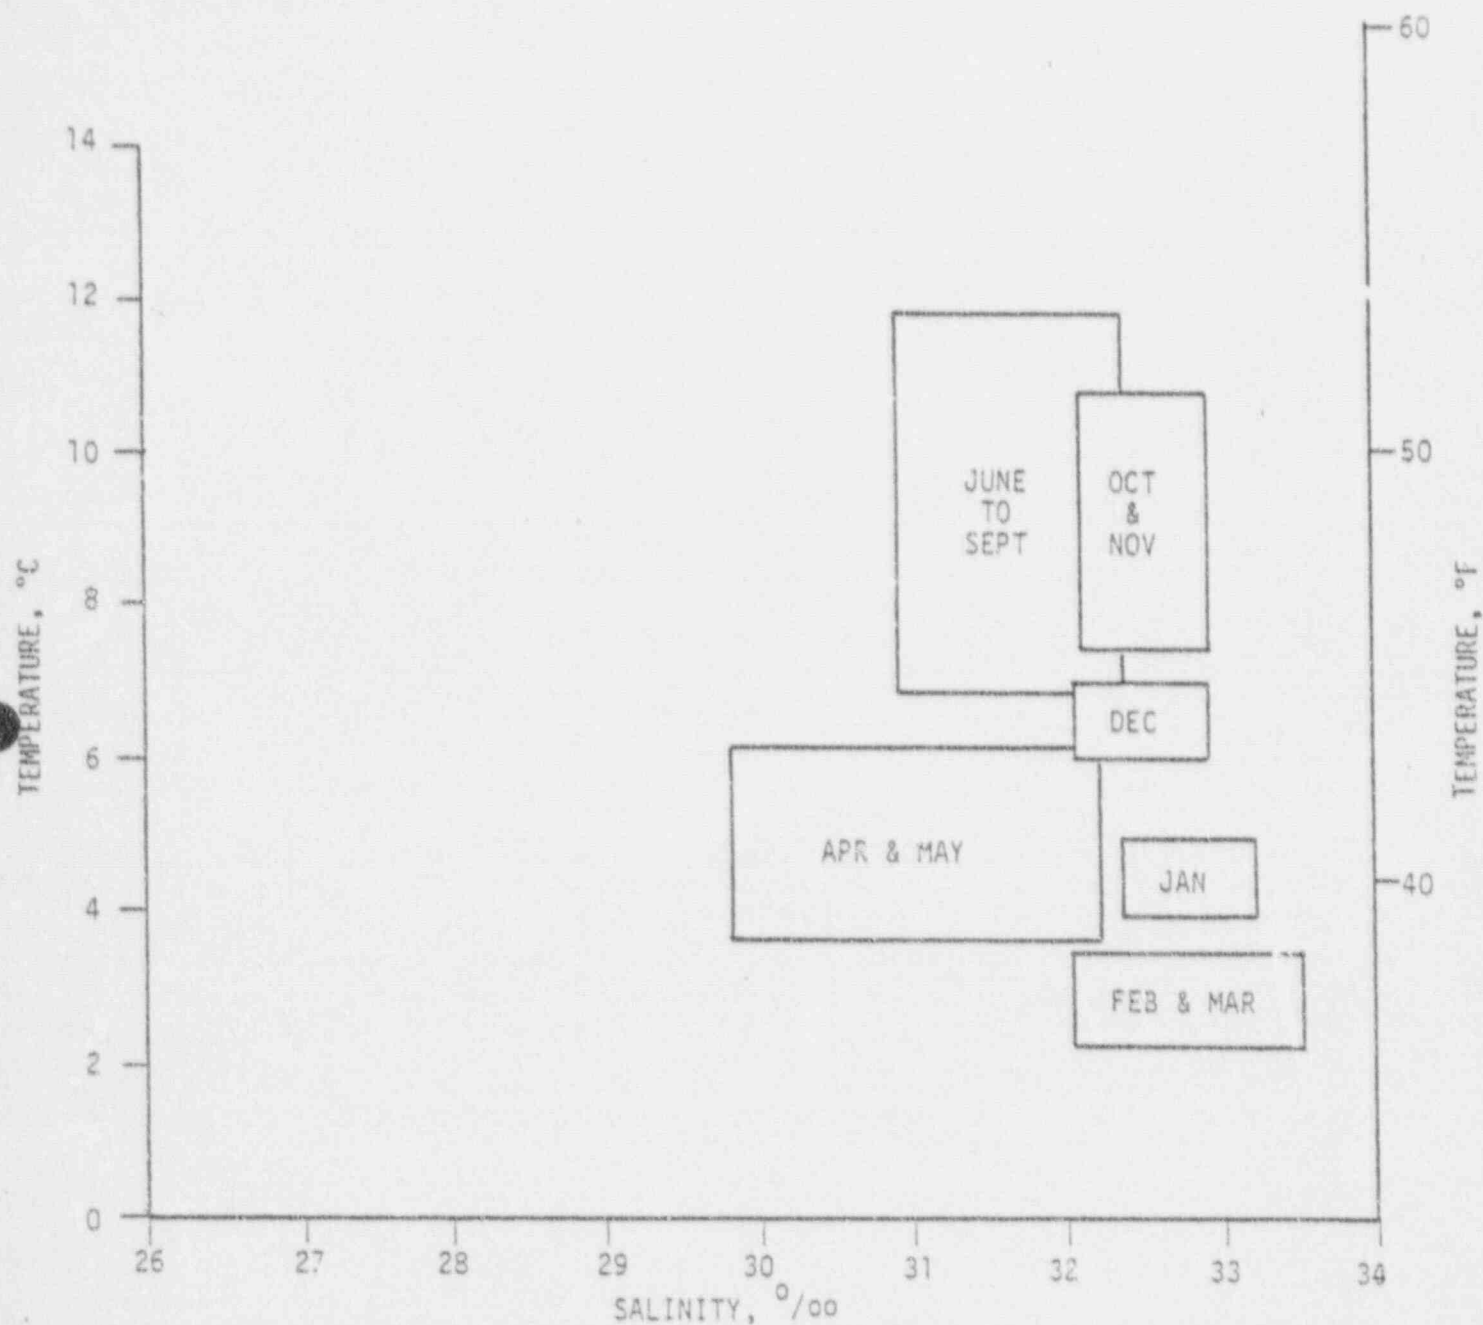 60
14
12
10
50
JUNE
TO
SEPT
OCT
&
NOV
8
TEMPERATURE, °C
TEMPERATURE, °F
DEC
6
APR & MAY
JAN
40
4
FEB & MAR
2
0
26 27 28 29 30 31 32 33 34
SALINITY, o/oo